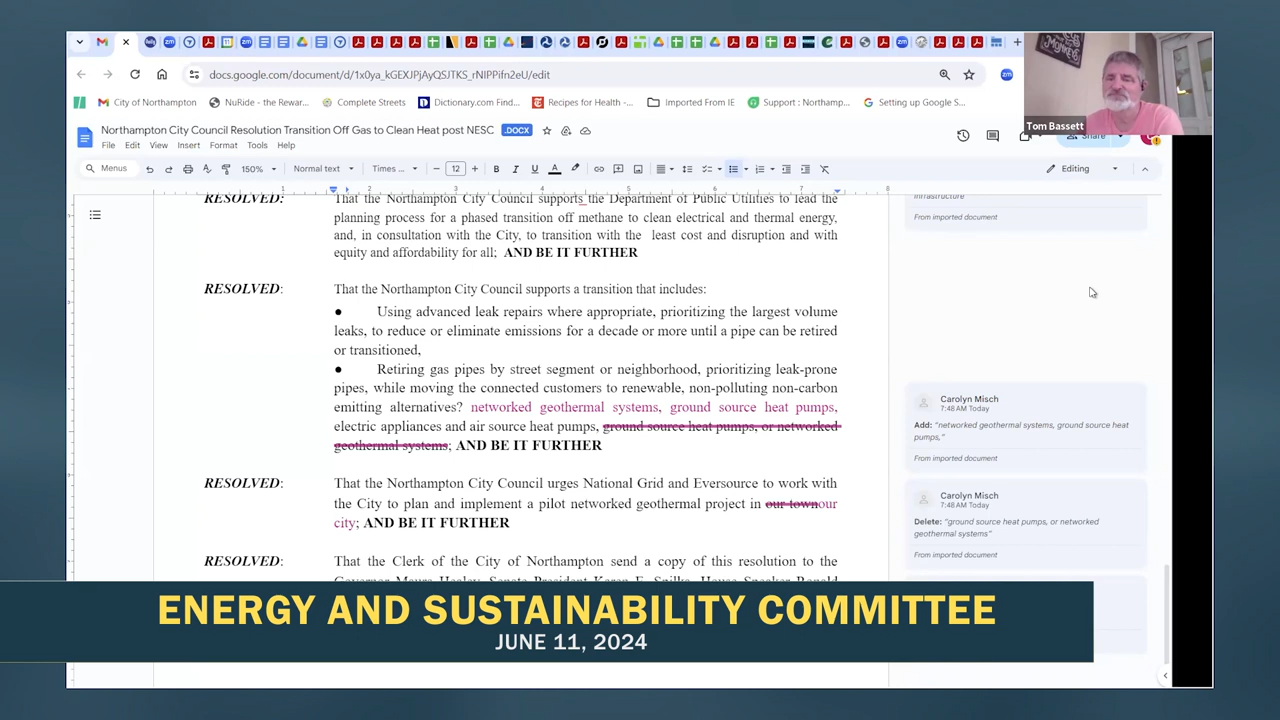 docs.google.com/document/d/1x0ya_kGEXJPjAyQSJTKS_rNIPPifn2eU/edit
City of Northampton NuRide - the Rewar... Complete Streets Dictionary.com Find... Recipes for Health -... Imported From IE Support : Northamp... Setting up Google S...
Tom Bassett
Northampton City Council Resolution Transition Off Gas to Clean Heat post NESC .DOCX
Share
File Edit View Insert Format Tools Help
Menus 150% Normal text Times ... 12 Editing
1 2 3 4 5 6 7 8
RESOLVED: That the Northampton City Council supports the Department of Public Utilities to lead the
planning process for a phased transition off methane to clean electrical and thermal energy,
and, in consultation with the City, to transition with the least cost and disruption and with
equity and affordability for all; AND BE IT FURTHER
infrastructure
From imported document
RESOLVED: That the Northampton City Council supports a transition that includes:
● Using advanced leak repairs where appropriate, prioritizing the largest volume
leaks, to reduce or eliminate emissions for a decade or more until a pipe can be retired
or transitioned,
● Retiring gas pipes by street segment or neighborhood, prioritizing leak-prone
pipes, while moving the connected customers to renewable, non-polluting non-carbon
emitting alternatives? networked geothermal systems, ground source heat pumps,
electric appliances and air source heat pumps, ground source heat pumps, or networked
geothermal systems; AND BE IT FURTHER
Carolyn Misch
7:48 AM Today
Add: "networked geothermal systems, ground source heat
pumps,"
From imported document
RESOLVED: That the Northampton City Council urges National Grid and Eversource to work with
the City to plan and implement a pilot networked geothermal project in our townour
city; AND BE IT FURTHER
Carolyn Misch
7:48 AM Today
Delete: "ground source heat pumps, or networked
geothermal systems"
From imported document
RESOLVED: That the Clerk of the City of Northampton send a copy of this resolution to the
ENERGY AND SUSTAINABILITY COMMITTEE
JUNE 11, 2024